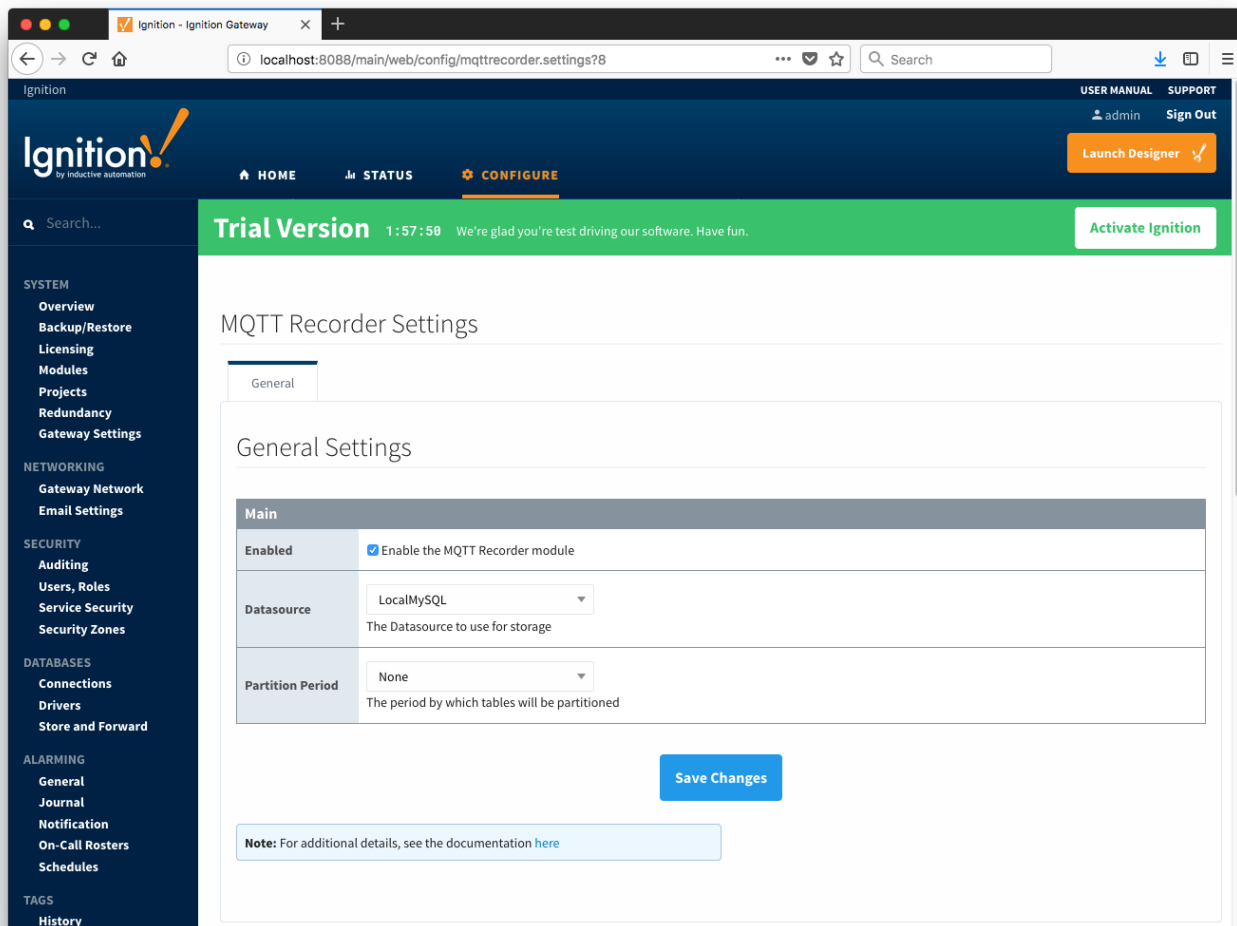 Ignition - Ignition Gateway
localhost:8088/main/web/config/mqttrecorder.settings?8
Search
Ignition
USER MANUAL SUPPORT
admin Sign Out
Ignition!
by inductive automation
Launch Designer
HOME STATUS CONFIGURE
Search...
Trial Version 1:57:50 We're glad you're test driving our software. Have fun.
Activate Ignition
SYSTEM
Overview
Backup/Restore
Licensing
Modules
Projects
Redundancy
Gateway Settings
NETWORKING
Gateway Network
Email Settings
SECURITY
Auditing
Users, Roles
Service Security
Security Zones
DATABASES
Connections
Drivers
Store and Forward
ALARMING
General
Journal
Notification
On-Call Rosters
Schedules
TAGS
History
MQTT Recorder Settings
General
General Settings
Main
Enabled
Enable the MQTT Recorder module
Datasource
LocalMySQL
The Datasource to use for storage
Partition Period
None
The period by which tables will be partitioned
Save Changes
Note: For additional details, see the documentation here